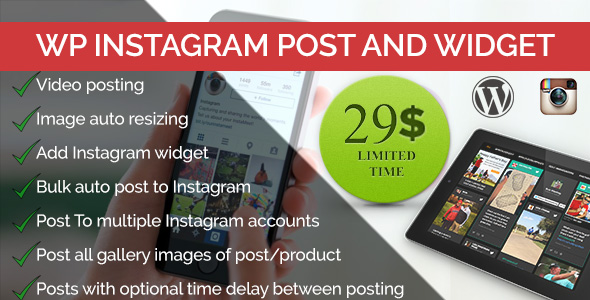 WP INSTAGRAM POST AND WIDGET
Video posting
Image auto resizing
Add Instagram widget
Bulk auto post to Instagram
Post To multiple Instagram accounts
Post all gallery images of post/product
Posts with optional time delay between posting
29$
LIMITED
TIME